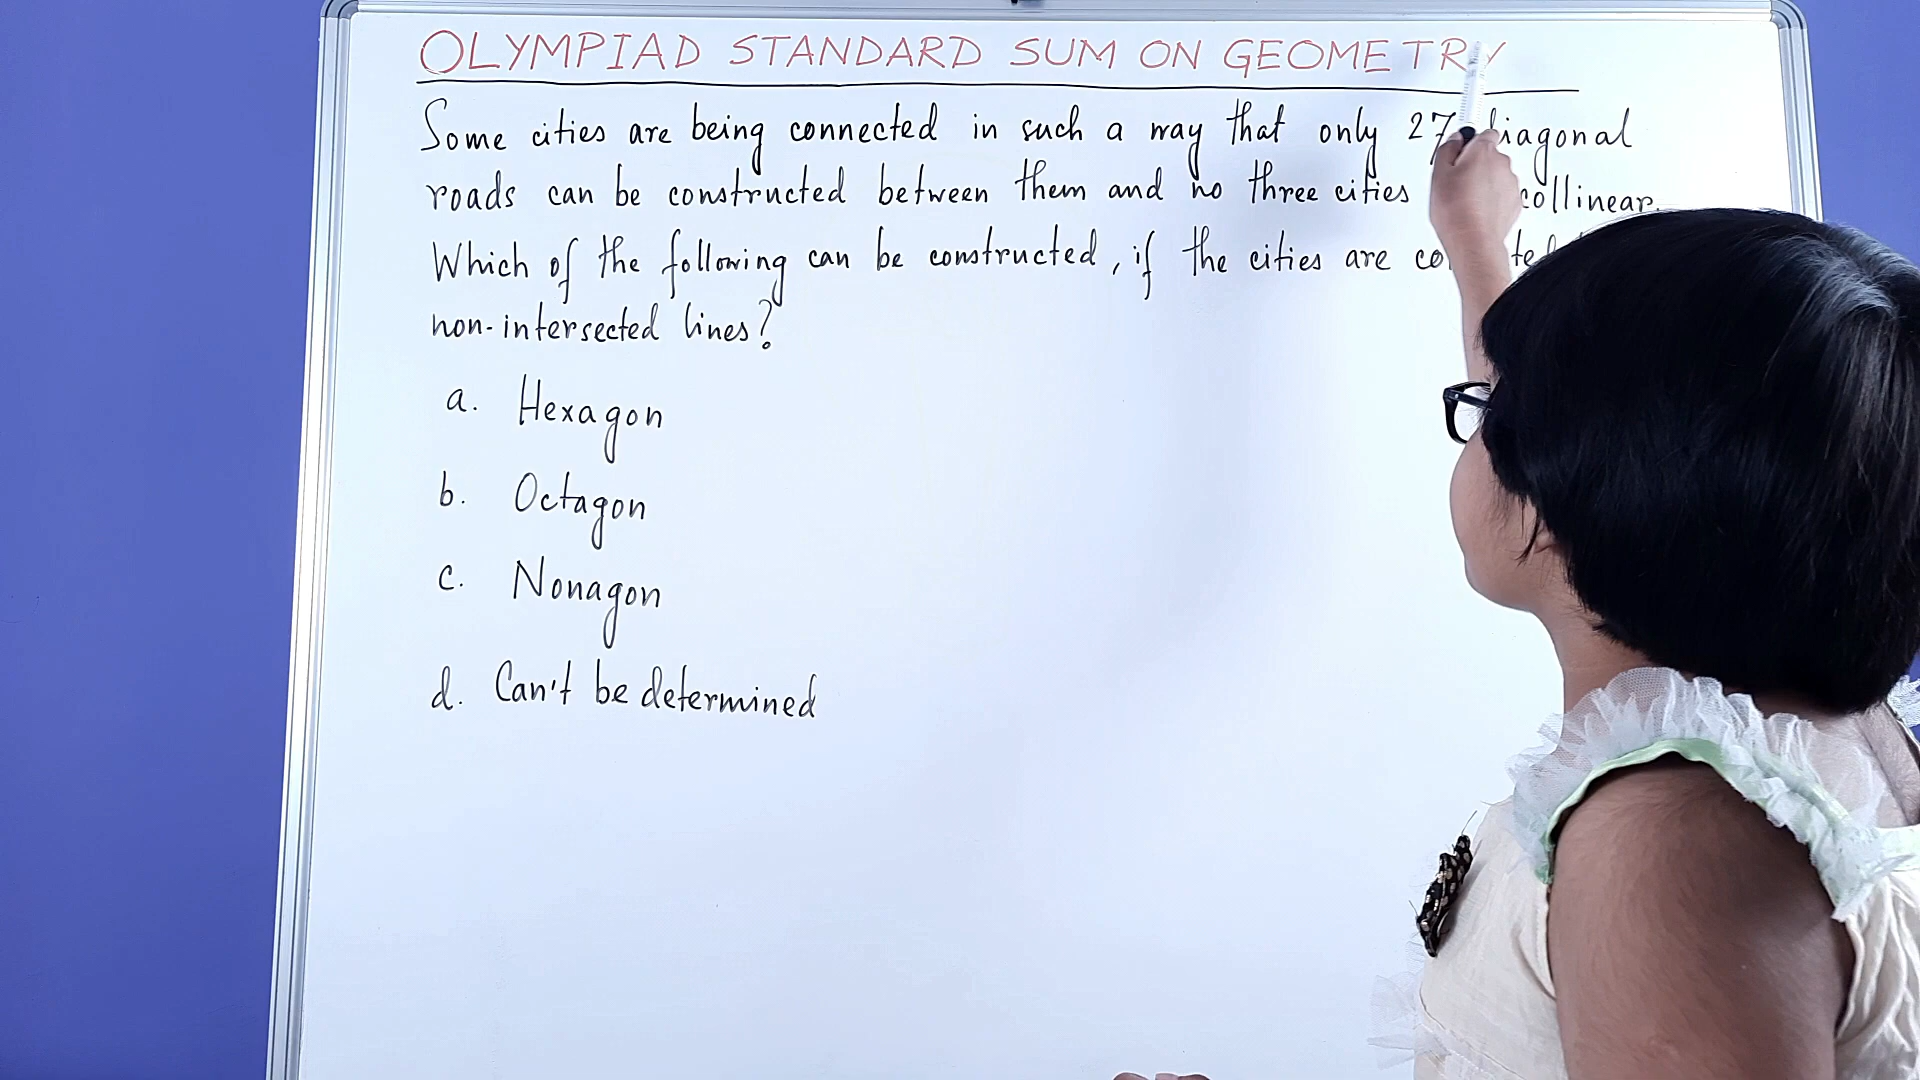 OLYMPIAD STANDARD SUM ON GEOMETRY
Some cities are being connected in such a way that only 27 diagonal
roads can be constructed between them and no three cities collinear.
Which of the following can be constructed, if the cities are
non-intersected lines?
a. Hexagon
b. Octagon
c. Nonagon
d. Can't be determined